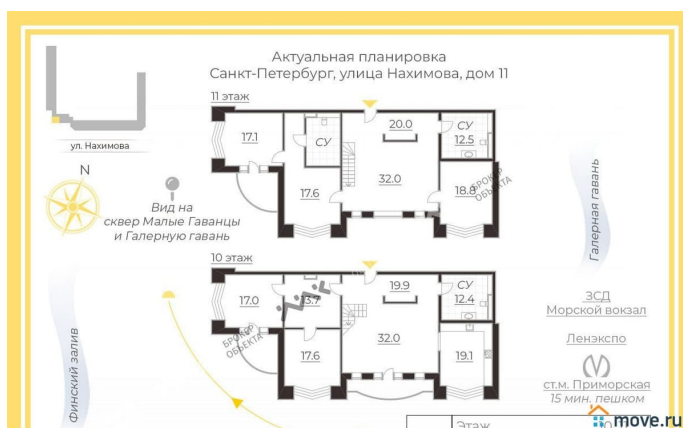 Актуальная планировка
Санкт-Петербург, улица Нахимова, дом 11
11 этаж
ул. Нахимова
N
Вид на
сквер Малые Гаванцы
и Галерную гавань
17.1
СУ
17.6
20.0
32.0
СУ
12.5
18.8
БРОКЕР
ОБЪЕКТА
Галерная гавань
10 этаж
17.0
13.7
17.6
19.9
32.0
СУ
12.4
19.1
БРОКЕР
ОБЪЕКТА
Финский залив
ЗСД
Морской вокзал
Ленэкспо
ст.м. Приморская
15 мин. пешком
Этаж
move.ru